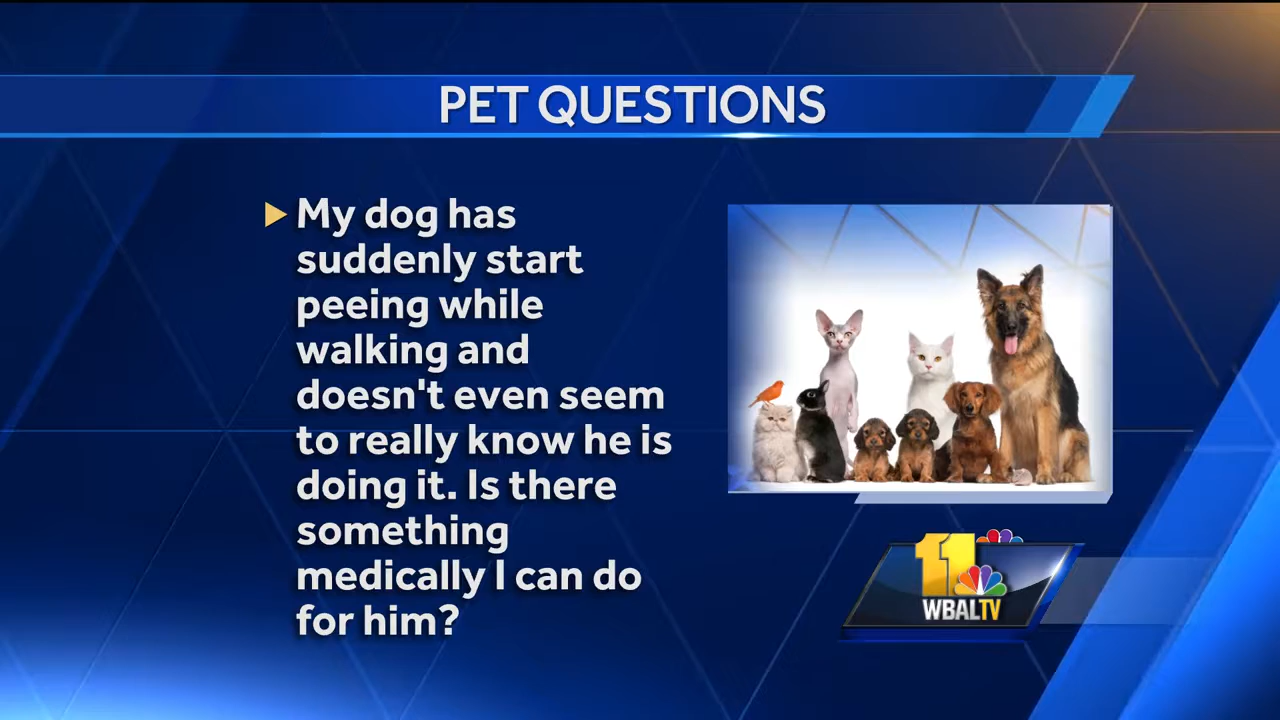 PET QUESTIONS
My dog has
suddenly start
peeing while
walking and
doesn't even seem
to really know he is
doing it. Is there
something
medically I can do
for him?
11
WBALTV